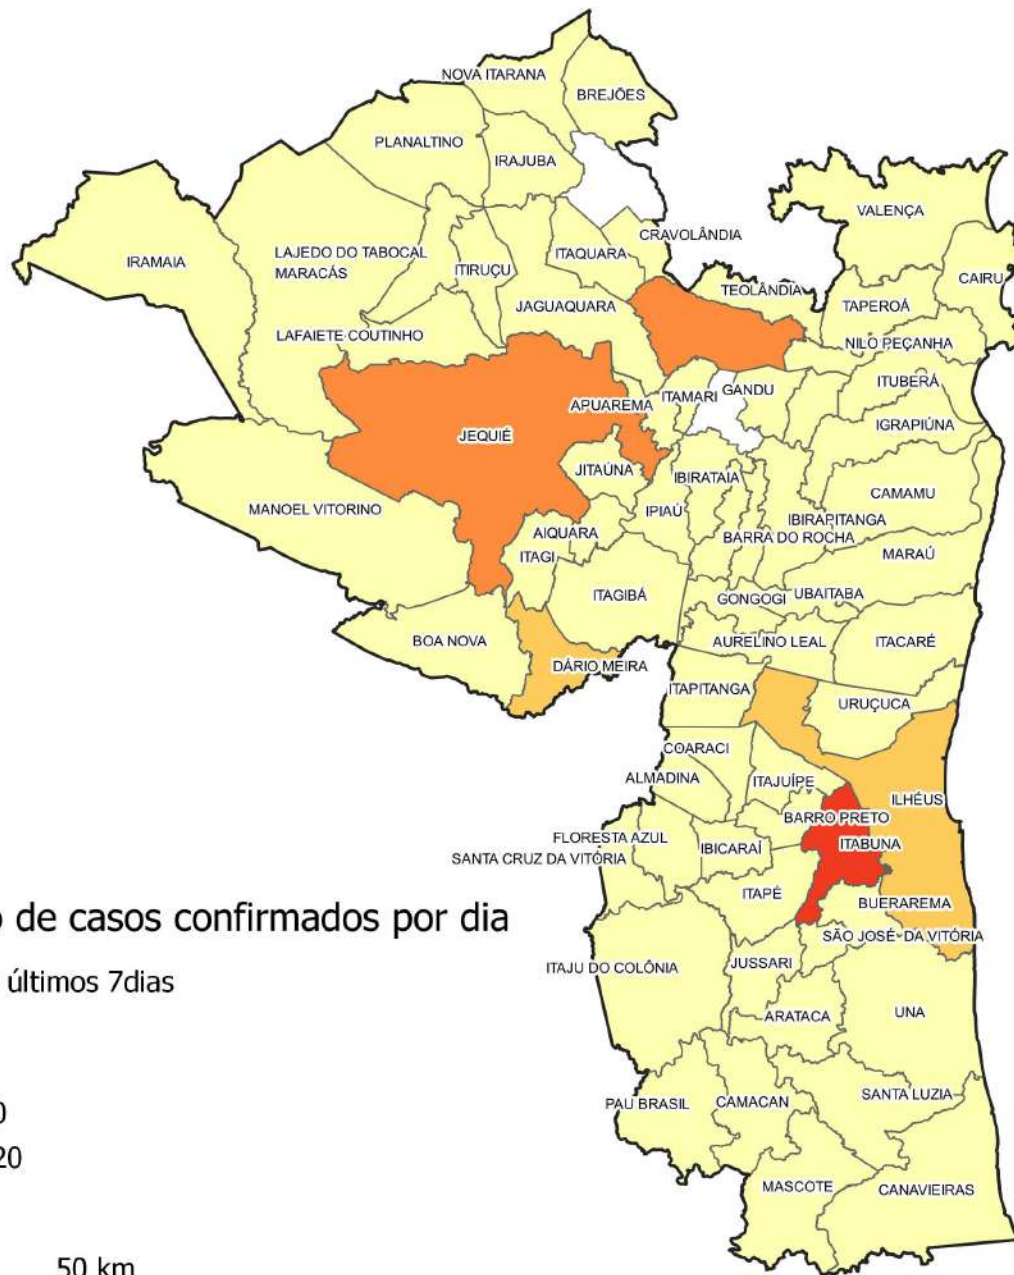 NOVA ITARANA
BREJÕES
PLANALTINO
IRAJUBA
VALENÇA
CRAVOLÂNDIA
ITAQUARA
IRAMAIA
LAJEDO DO TABOCAL
MARACÁS
ITIRUÇU
CAIRU
TEOLÂNDIA
TAPEROÁ
JAGUAQUARA
LAFAIETE COUTINHO
NILO PEÇANHA
ITUBERÁ
GANDU
ITAMARI
APUAREMA
IGRAPIÚNA
JEQUIÉ
JITAÚNA
IBIRATAIA
CAMAMU
MANOEL VITORINO
IPIAÚ
IBIRAPITANGA
AIQUARA
BARRA DO ROCHA
ITAGI
MARAÚ
ITAGIBÁ
GONGOGI
UBAITABA
BOA NOVA
AURELINO LEAL
ITACARÉ
DÁRIO MEIRA
ITAPITANGA
URUÇUCA
COARACI
ALMADINA
ITAJUÍPE
ILHÉUS
BARRO PRETO
FLORESTA AZUL
ITABUNA
IBICARAÍ
SANTA CRUZ DA VITÓRIA
ITAPÉ
BUERAREMA
o de casos confirmados por dia
SÃO JOSÉ DA VITÓRIA
ITAJU DO COLÔNIA
JUSSARI
últimos 7dias
UNA
ARATACA
SANTA LUZIA
PAU BRASIL
CAMACAN
0
20
MASCOTE
CANAVIEIRAS
50 km